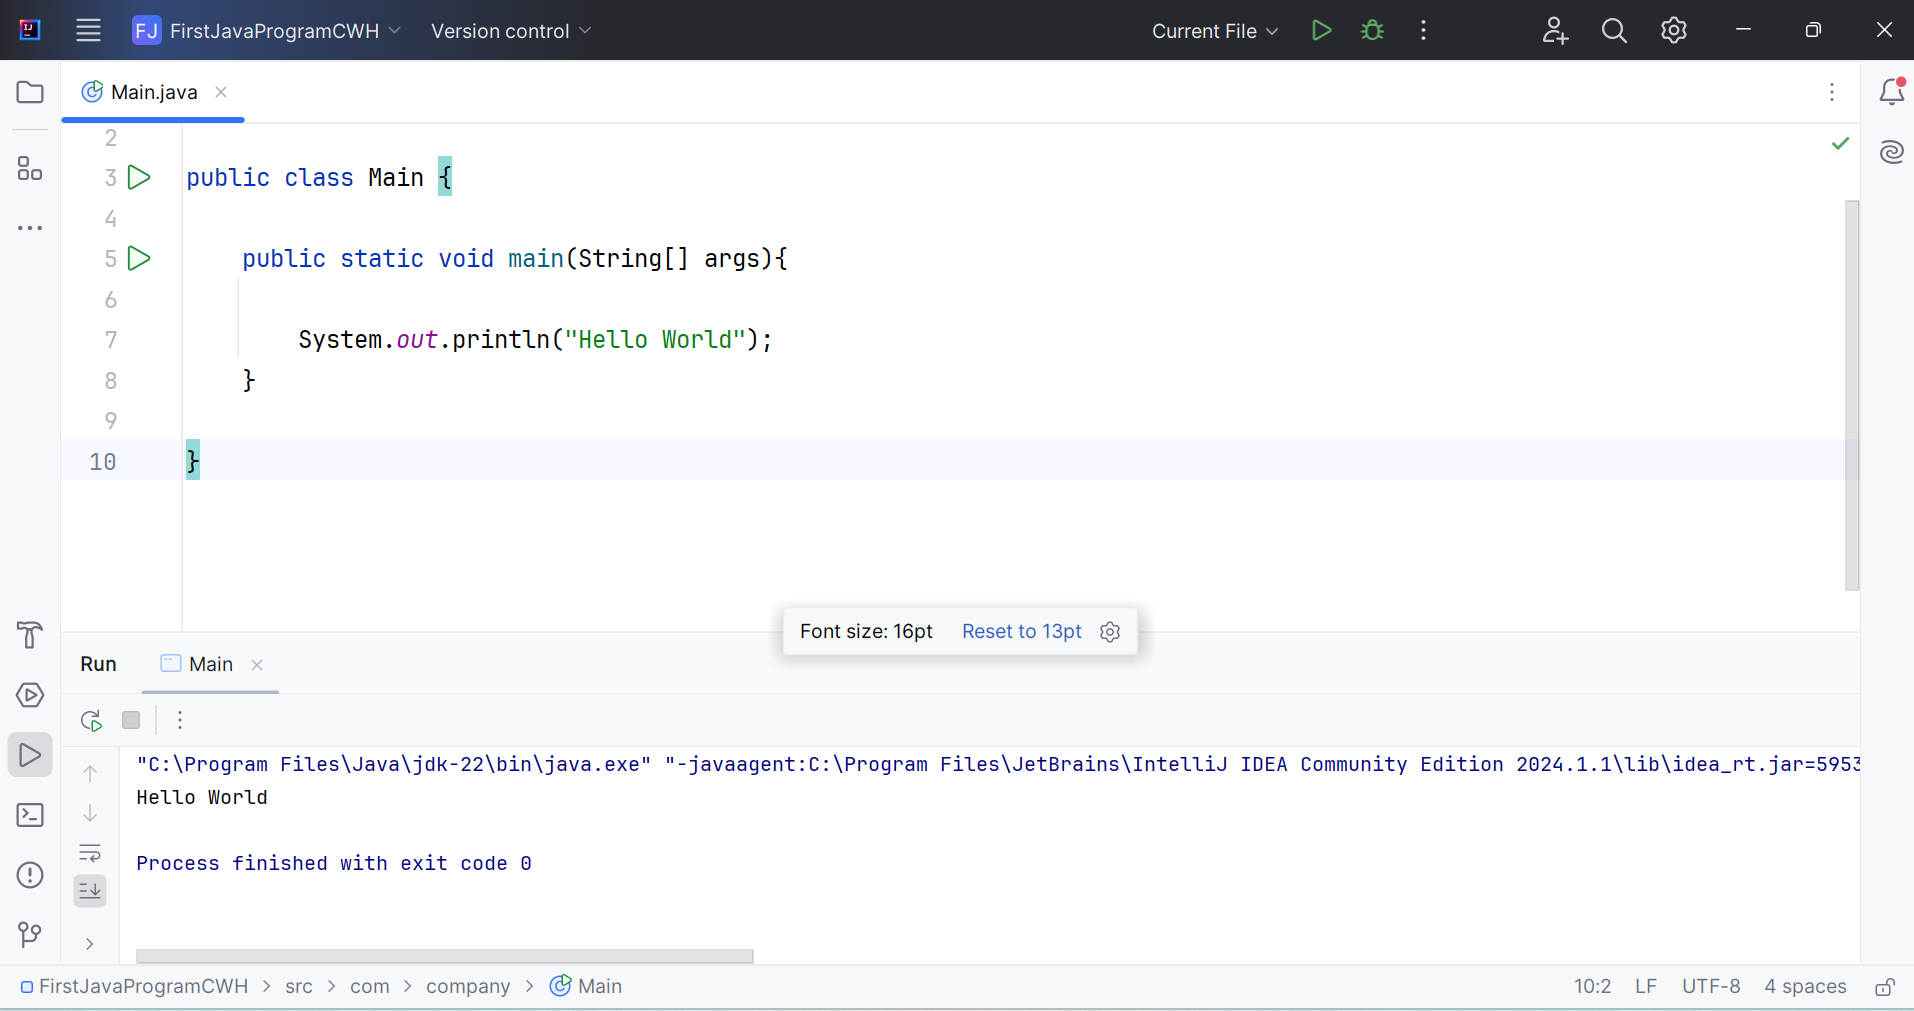 FJ FirstJavaProgramCWH Version control Current File
Main.java
2
3 public class Main {
4
5 public static void main(String[] args){
6
7 System.out.println("Hello World");
8 }
9
10 }
Font size: 16pt Reset to 13pt
Run Main
"C:\Program Files\Java\jdk-22\bin\java.exe" "-javaagent:C:\Program Files\JetBrains\IntelliJ IDEA Community Edition 2024.1.1\lib\idea_rt.jar=5953
Hello World
Process finished with exit code 0
FirstJavaProgramCWH > src > com > company > Main 10:2 LF UTF-8 4 spaces